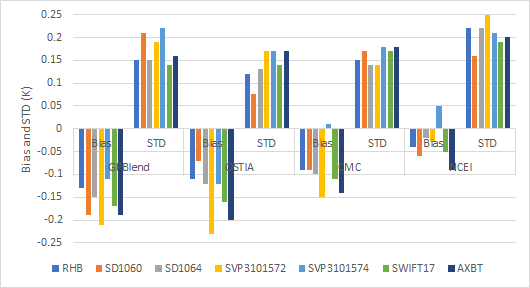 0.25
0.2
0.15
0.1
0.05
0
-0.05
-0.1
-0.15
-0.2
-0.25
Bias and STD (K)
Bias STD Bias STD Bias STD Bias STD
OSTIA CMC NCEI
RHB SD1060 SD1064 SVP3101572 SVP3101574 SWIFT17 AXBT